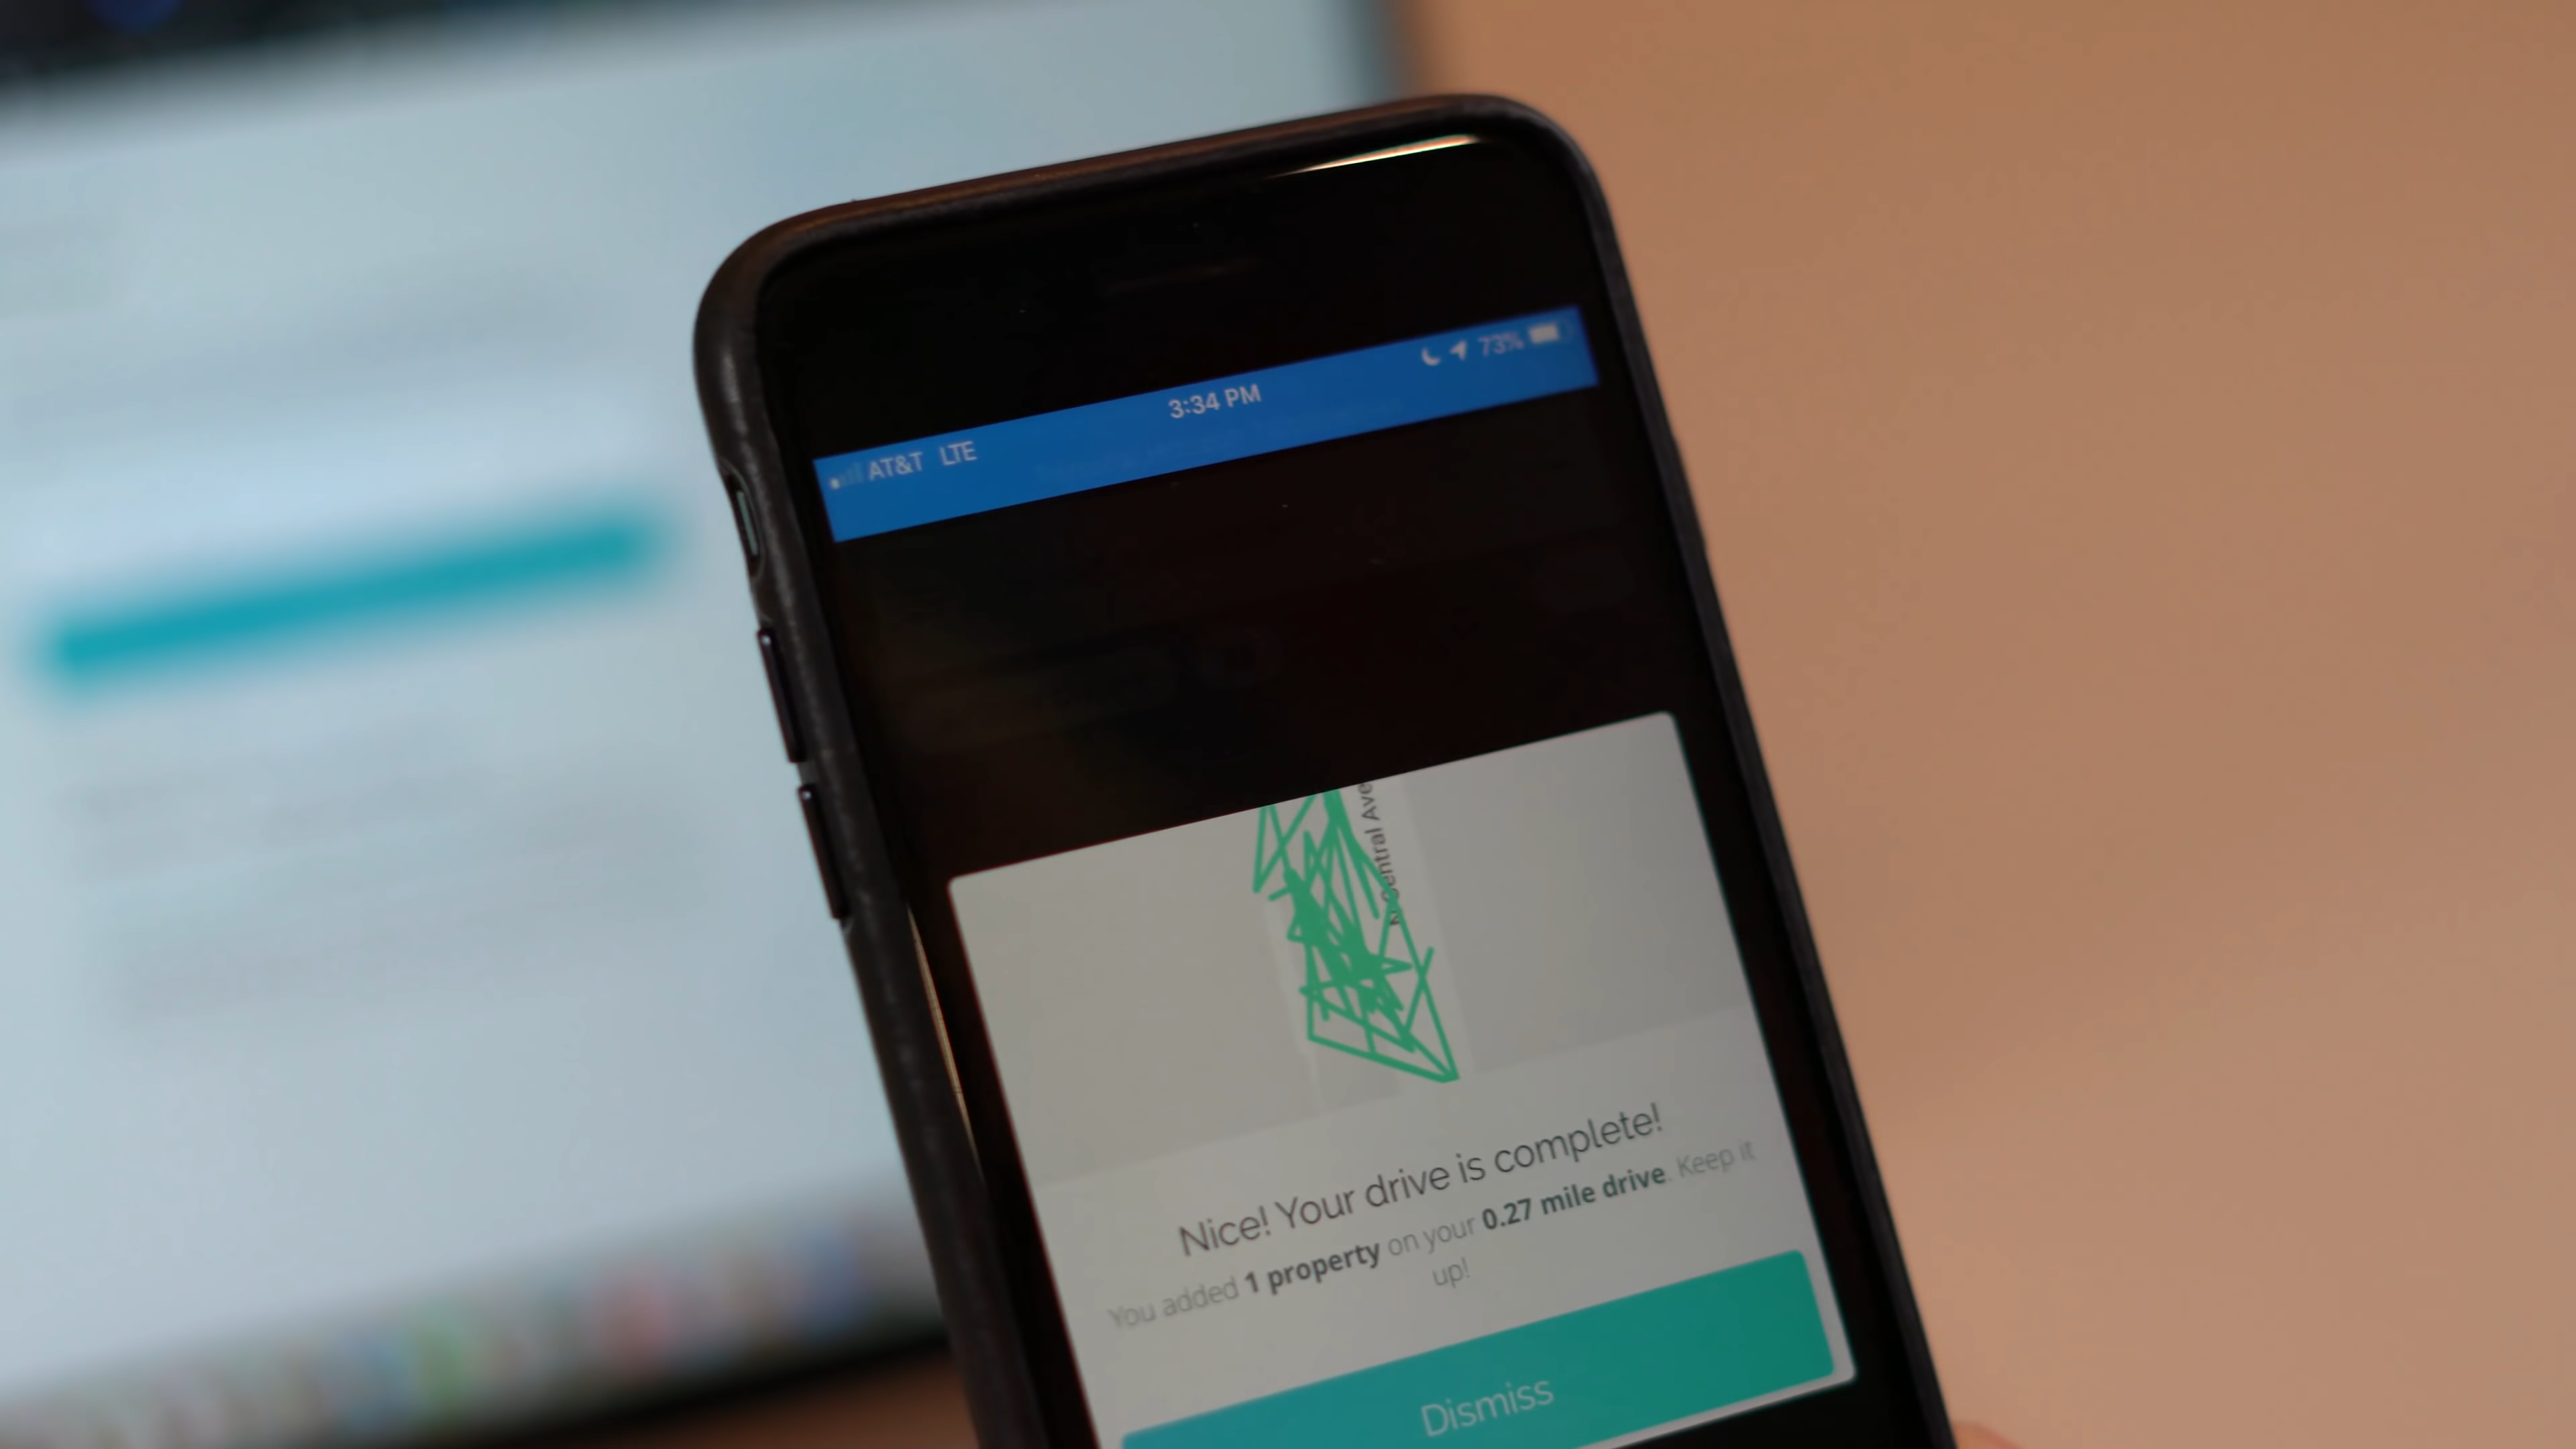 AT&T LTE 3:34 PM 73%
N Central Ave
Nice! Your drive is complete!
You added 1 property on your 0.27 mile drive. Keep it
up!
Dismiss